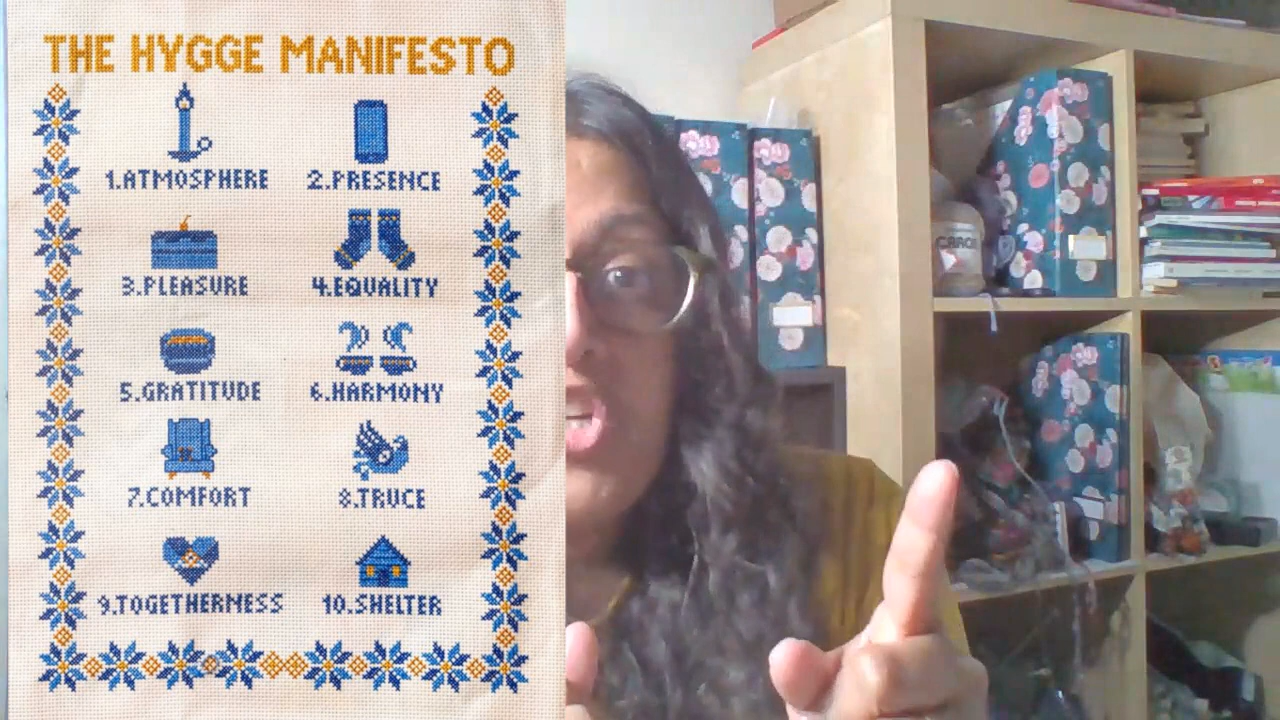 THE HYGGE MANIFESTO
1.ATMOSPHERE 2.PRESENCE
3.PLEASURE 4.EQUALITY
5.GRATITUDE 6.HARMONY
7.COMFORT 8.TRUCE
9.TOGETHERNESS 10.SHELTER
CARON